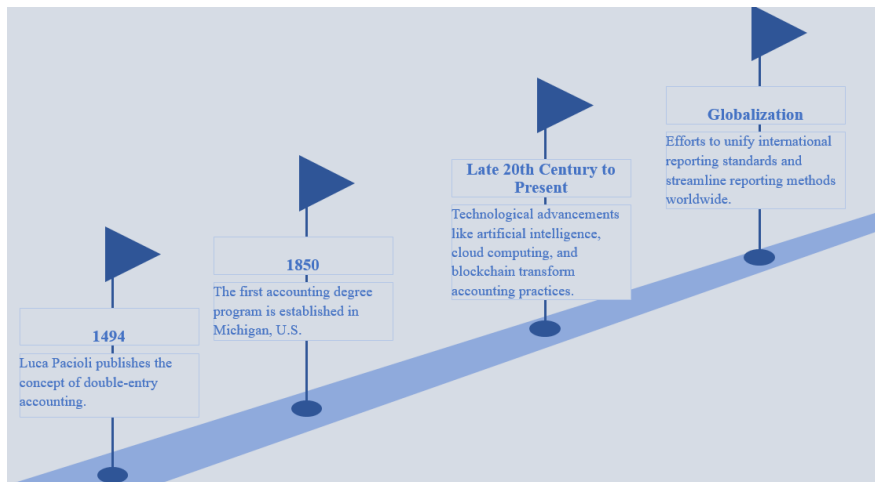 1494
Luca Pacioli publishes the
concept of double-entry
accounting.
1850
The first accounting degree
program is established in
Michigan, U.S.
Late 20th Century to
Present
Technological advancements
like artificial intelligence,
cloud computing, and
blockchain transform
accounting practices.
Globalization
Efforts to unify international
reporting standards and
streamline reporting methods
worldwide.